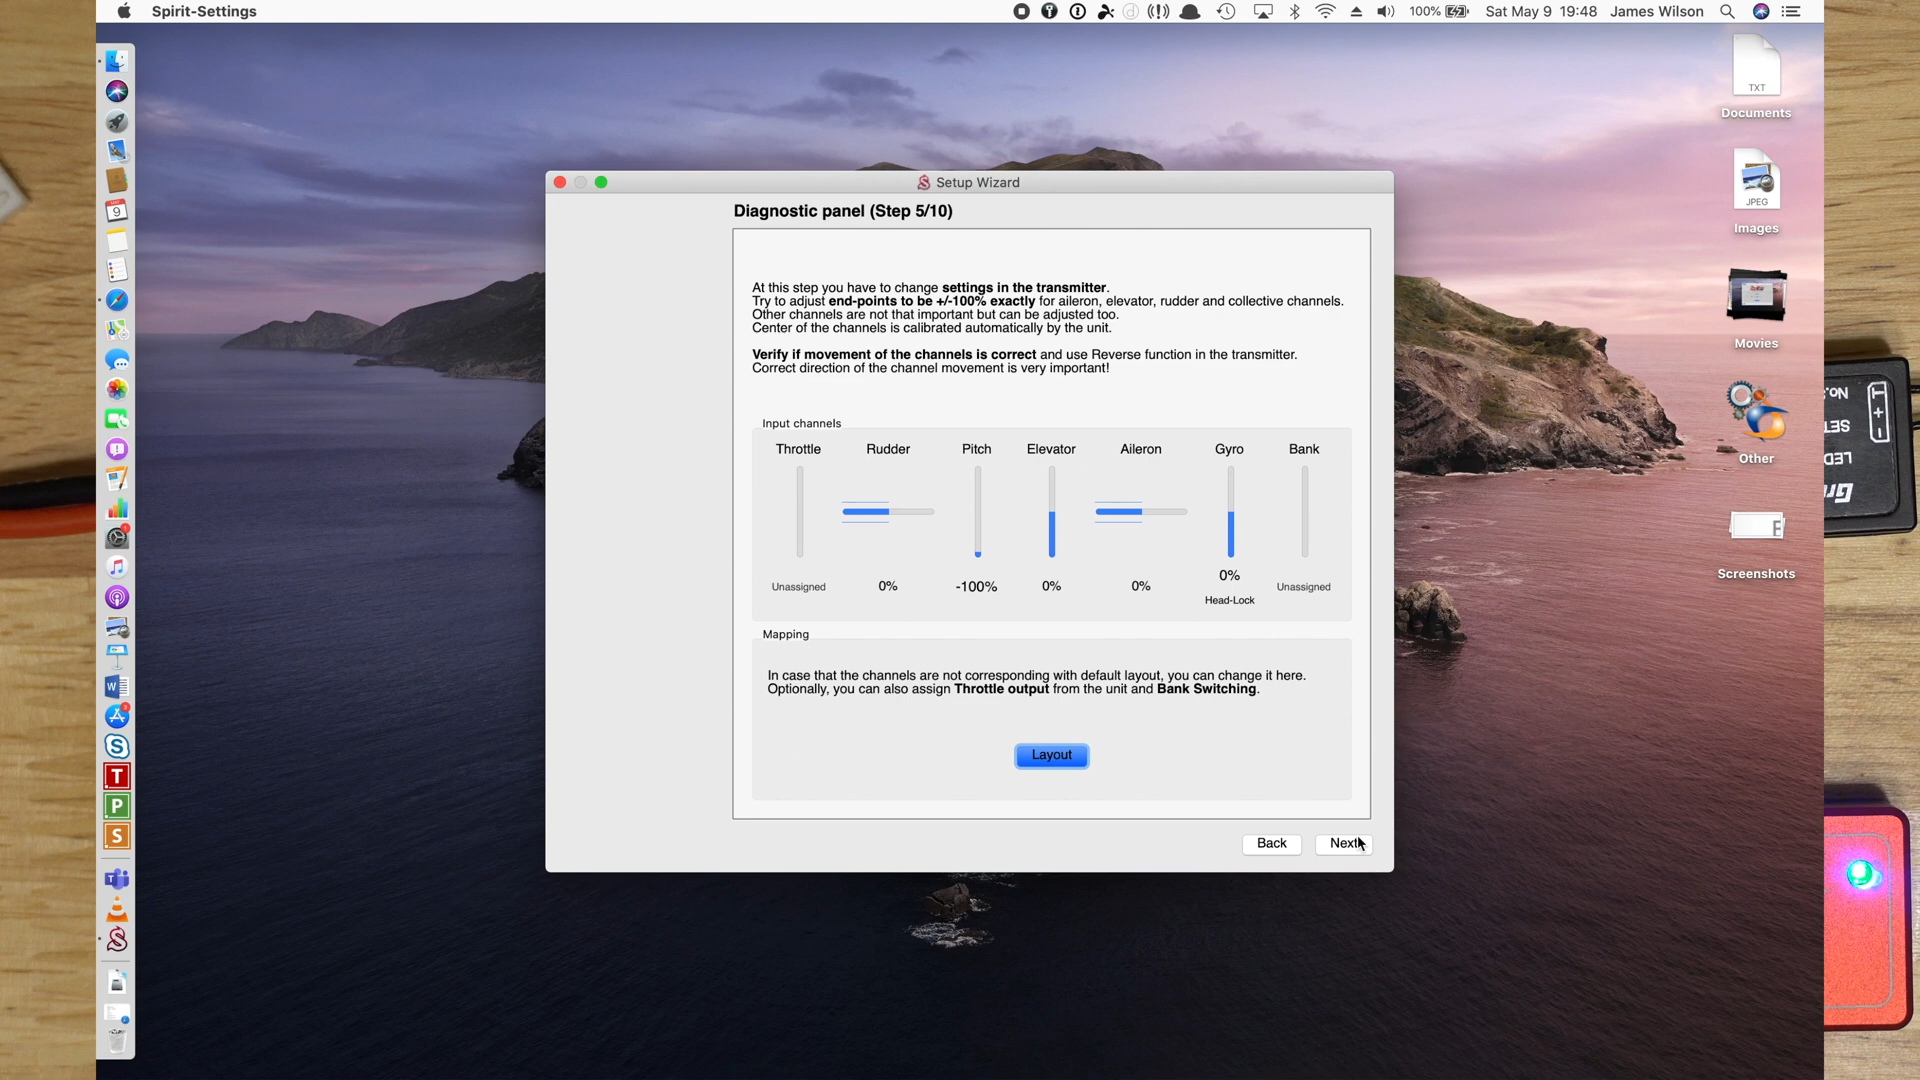 Spirit-Settings
100%
Sat May 9 19:48
James Wilson
TXT
Documents
JPEG
Images
Movies
Other
Screenshots
Setup Wizard
Diagnostic panel (Step 5/10)
At this step you have to change settings in the transmitter.
Try to adjust end-points to be +/-100% exactly for aileron, elevator, rudder and collective channels.
Other channels are not that important but can be adjusted too.
Center of the channels is calibrated automatically by the unit.
Verify if movement of the channels is correct and use Reverse function in the transmitter.
Correct direction of the channel movement is very important!
Input channels
Throttle Rudder Pitch Elevator Aileron Gyro Bank
Unassigned 0% -100% 0% 0% 0% Unassigned
Head-Lock
Mapping
In case that the channels are not corresponding with default layout, you can change it here.
Optionally, you can also assign Throttle output from the unit and Bank Switching.
Layout
Back Next
9
W
S
T
P
S
T
E
No.:
SET
LED
Gr